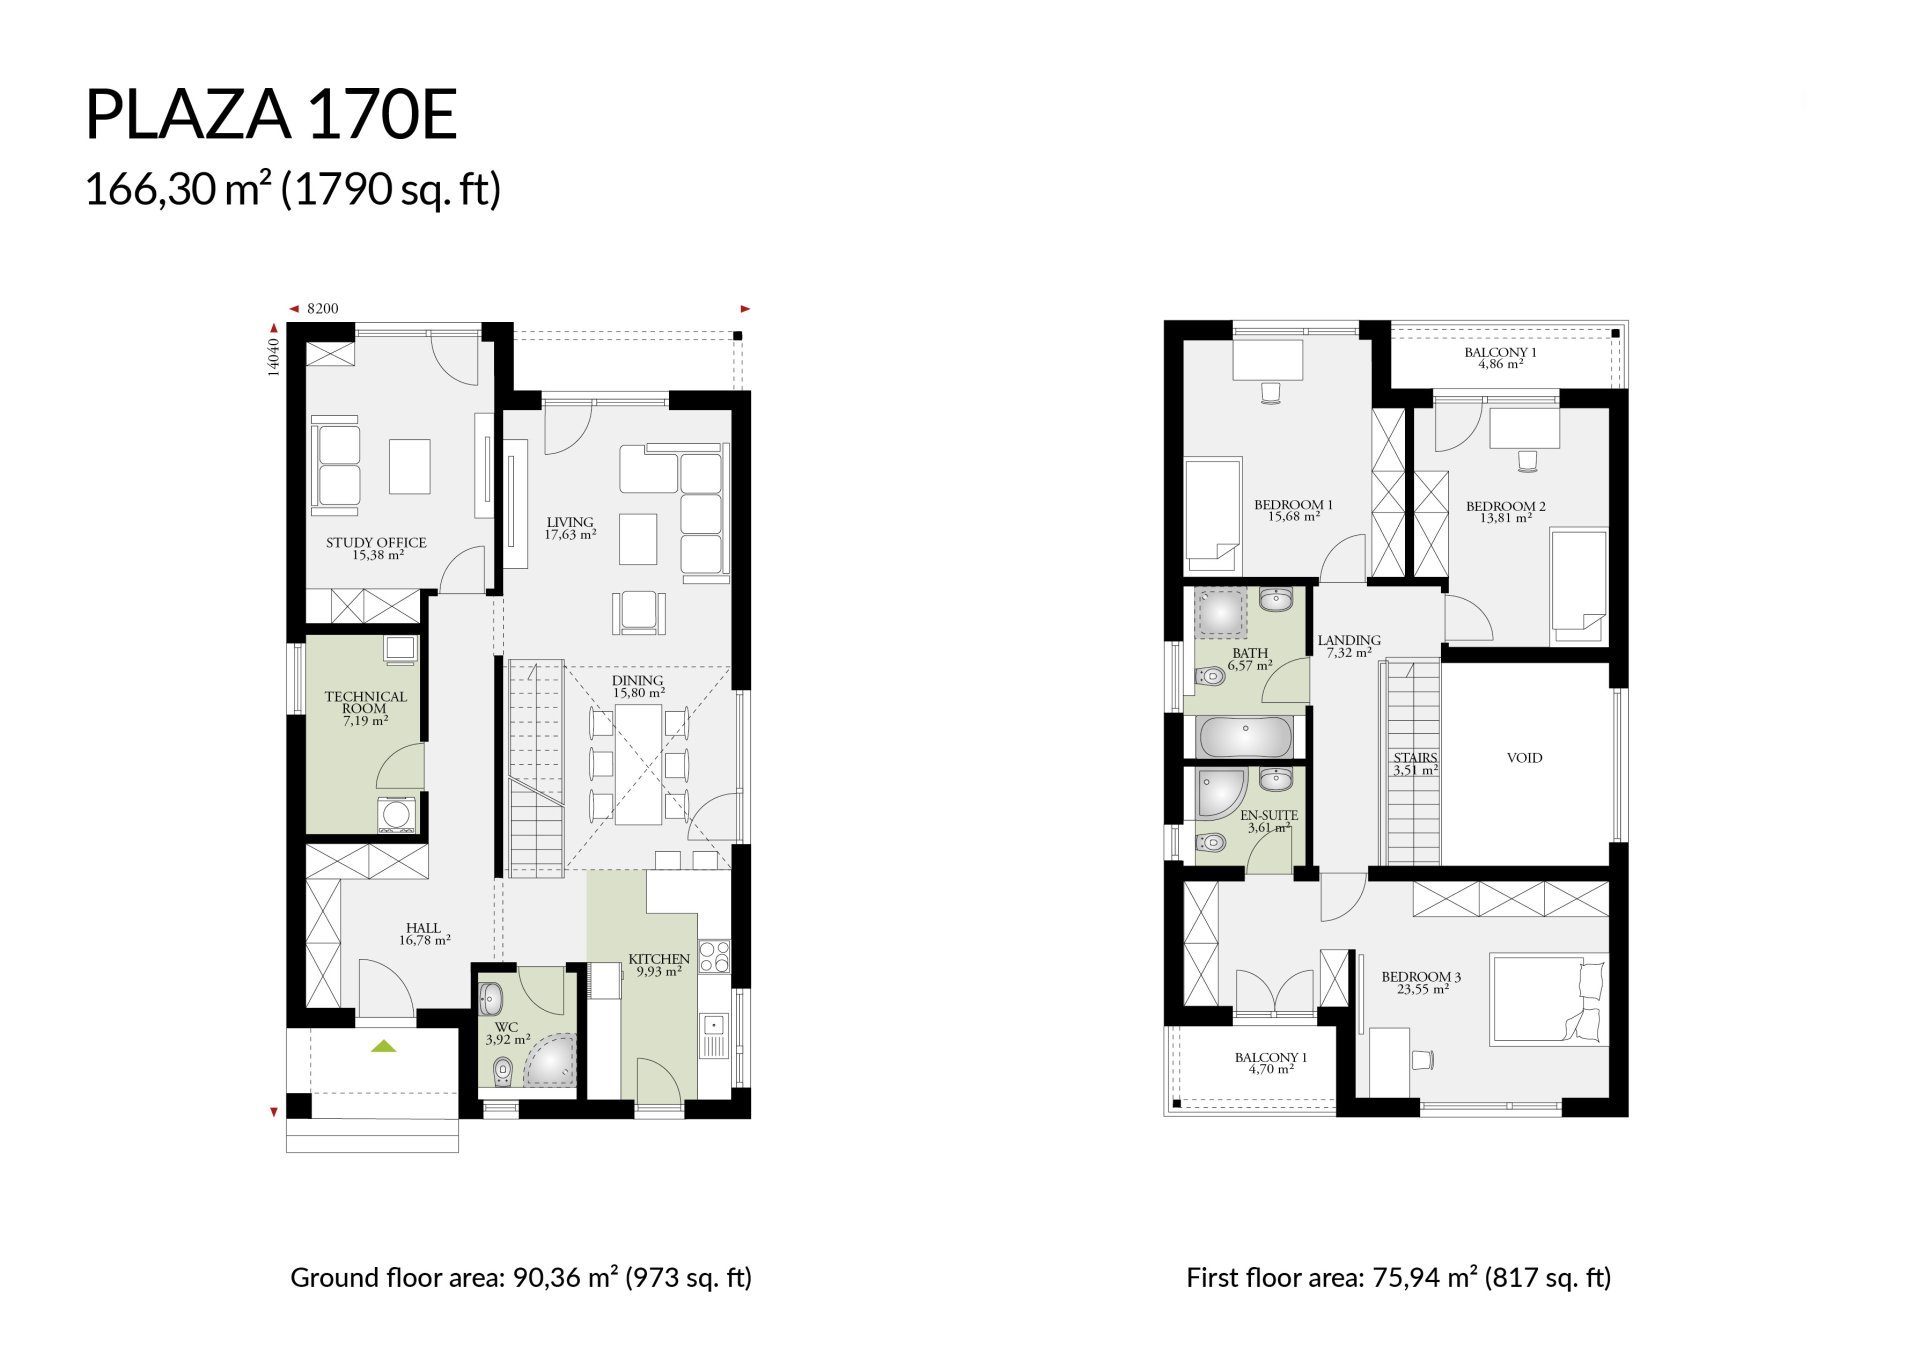 PLAZA 170E
166,30 m² (1790 sq. ft)
8200
14040
STUDY OFFICE
15,38 m²
LIVING
17,63 m²
TECHNICAL
ROOM
7,19 m²
DINING
15,80 m²
HALL
16,78 m²
KITCHEN
9,93 m²
WC
3,92 m²
Ground floor area: 90,36 m² (973 sq. ft)
BALCONY 1
4,86 m²
BEDROOM 1
15,68 m²
BEDROOM 2
13,81 m²
BATH
6,57 m²
LANDING
7,32 m²
STAIRS
3,51 m²
VOID
EN-SUITE
3,61 m²
BEDROOM 3
23,55 m²
BALCONY 1
4,70 m²
First floor area: 75,94 m² (817 sq. ft)